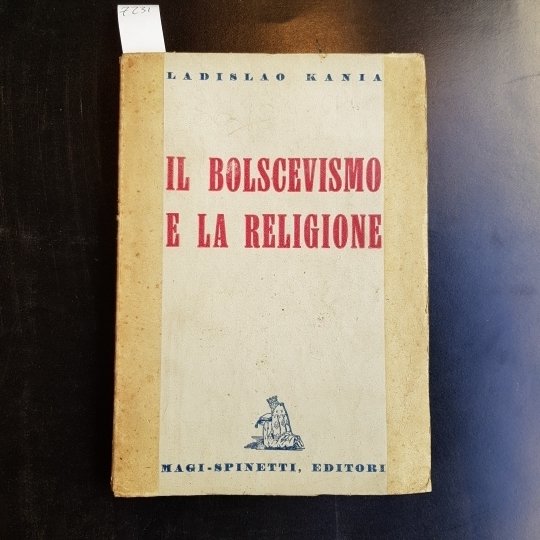 LADISLAO KANIA
IL BOLSCEVISMO
E LA RELIGIONE
MAGI-SPINETTI, EDITORI